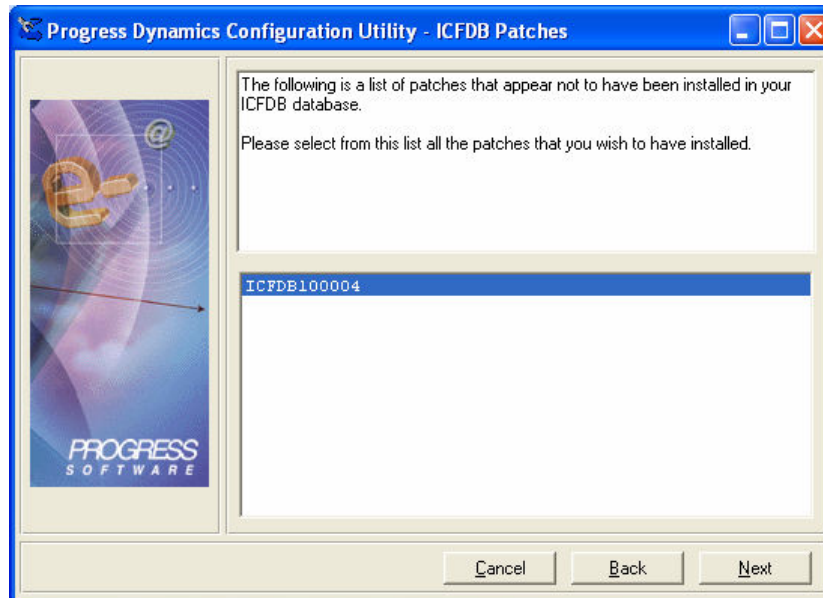 Progress Dynamics Configuration Utility - ICFDB Patches
The following is a list of patches that appear not to have been installed in your
ICFDB database.
Please select from this list all the patches that you wish to have installed.
@
e-
ICFDB100004
PROGRESS
SOFTWARE
Cancel
Back
Next